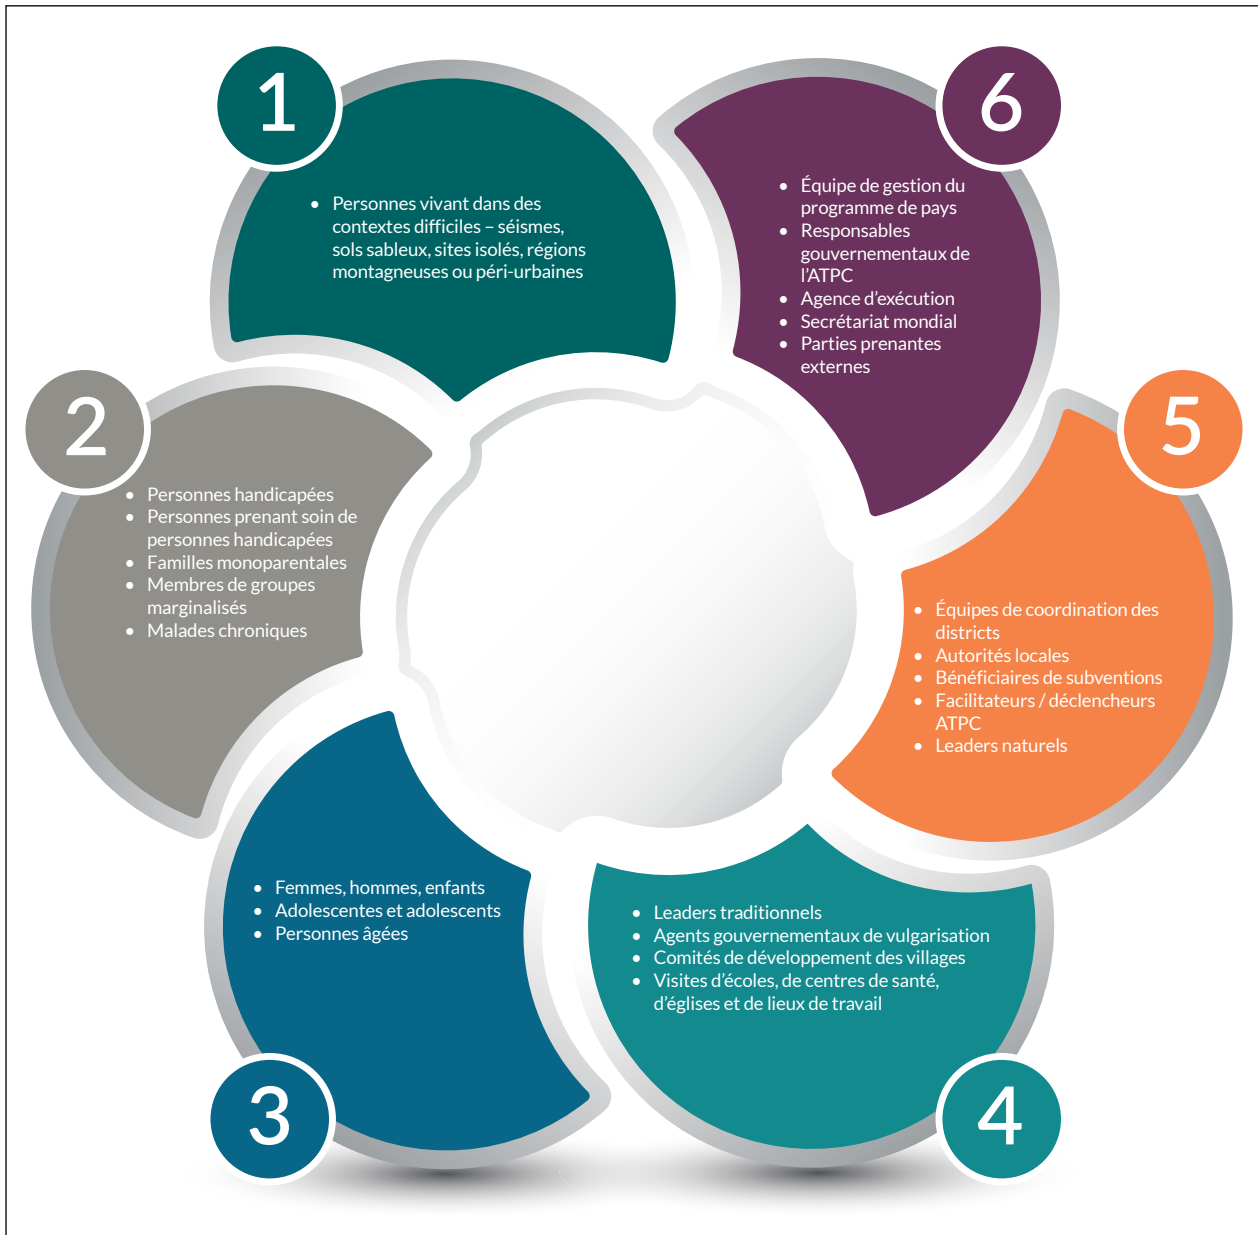 1
• Personnes vivant dans des
contextes difficiles – séismes,
sols sableux, sites isolés, régions
montagneuses ou péri-urbaines
2
• Personnes handicapées
• Personnes prenant soin de
personnes handicapées
• Familles monoparentales
• Membres de groupes
marginalisés
• Malades chroniques
3
• Femmes, hommes, enfants
• Adolescentes et adolescents
• Personnes âgées
4
• Leaders traditionnels
• Agents gouvernementaux de vulgarisation
• Comités de développement des villages
• Visites d’écoles, de centres de santé,
d’églises et de lieux de travail
5
• Équipes de coordination des
districts
• Autorités locales
• Bénéficiaires de subventions
• Facilitateurs / déclencheurs
ATPC
• Leaders naturels
6
• Équipe de gestion du
programme de pays
• Responsables
gouvernementaux de
l’ATPC
• Agence d’exécution
• Secrétariat mondial
• Parties prenantes
externes